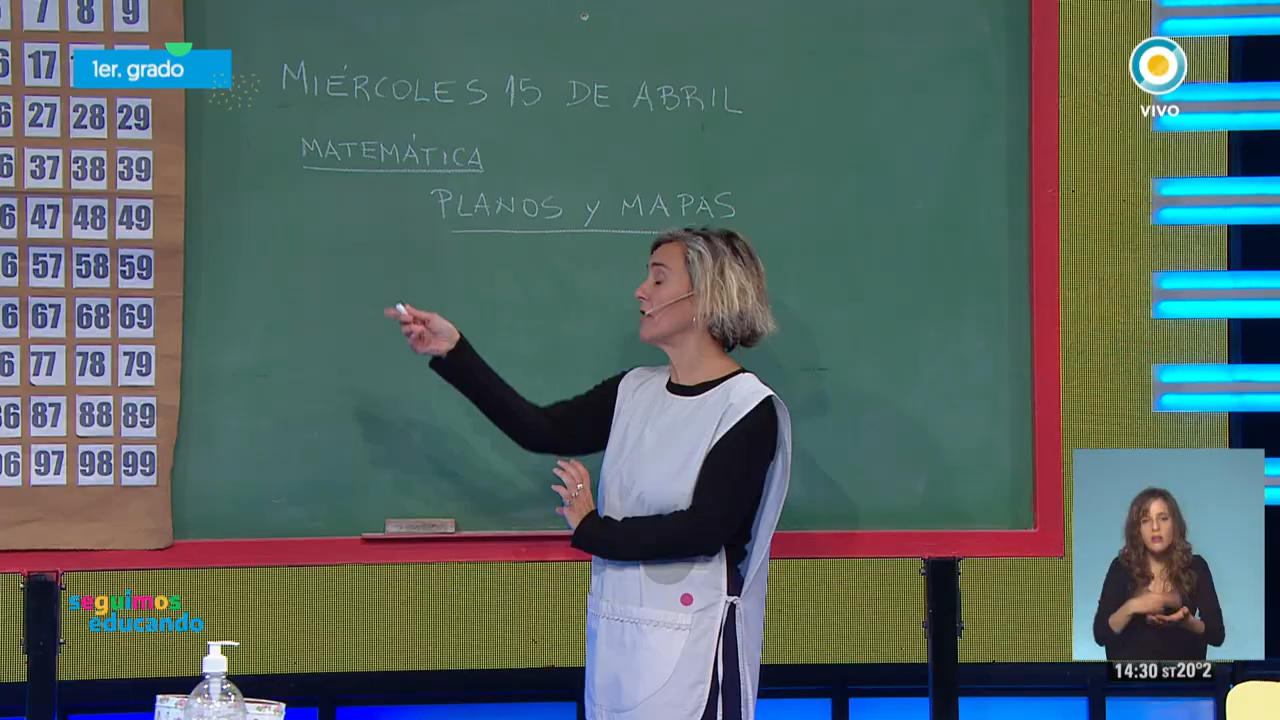 7 8 9
1er. grado
17
27 28 29
37 38 39
47 48 49
57 58 59
67 68 69
77 78 79
87 88 89
97 98 99
MIÉRCOLES 15 DE ABRIL
MATEMÁTICA
PLANOS Y MAPAS
VIVO
seguimos
educando
14:30 ST20°2